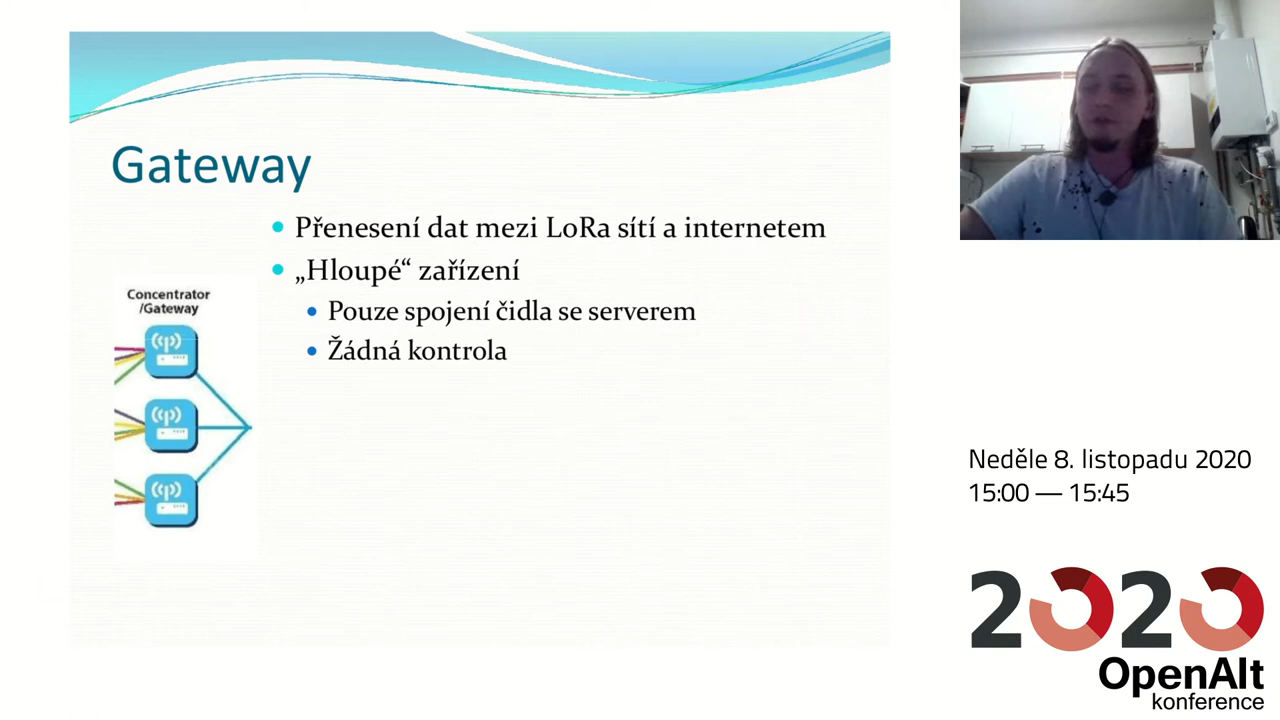 Gateway
Přenesení dat mezi LoRa sítí a internetem
„Hloupé“ zařízení
Pouze spojení čidla se serverem
Žádná kontrola
Concentrator
/Gateway
Neděle 8. listopadu 2020
15:00 — 15:45
2020
OpenAlt
konference